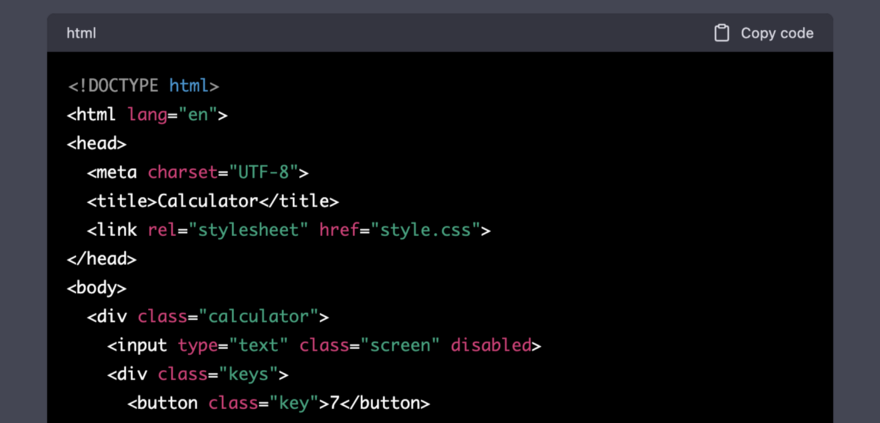 html Copy code
<!DOCTYPE html>
<html lang="en">
<head>
<meta charset="UTF-8">
<title>Calculator</title>
<link rel="stylesheet" href="style.css">
</head>
<body>
<div class="calculator">
<input type="text" class="screen" disabled>
<div class="keys">
<button class="key">7</button>